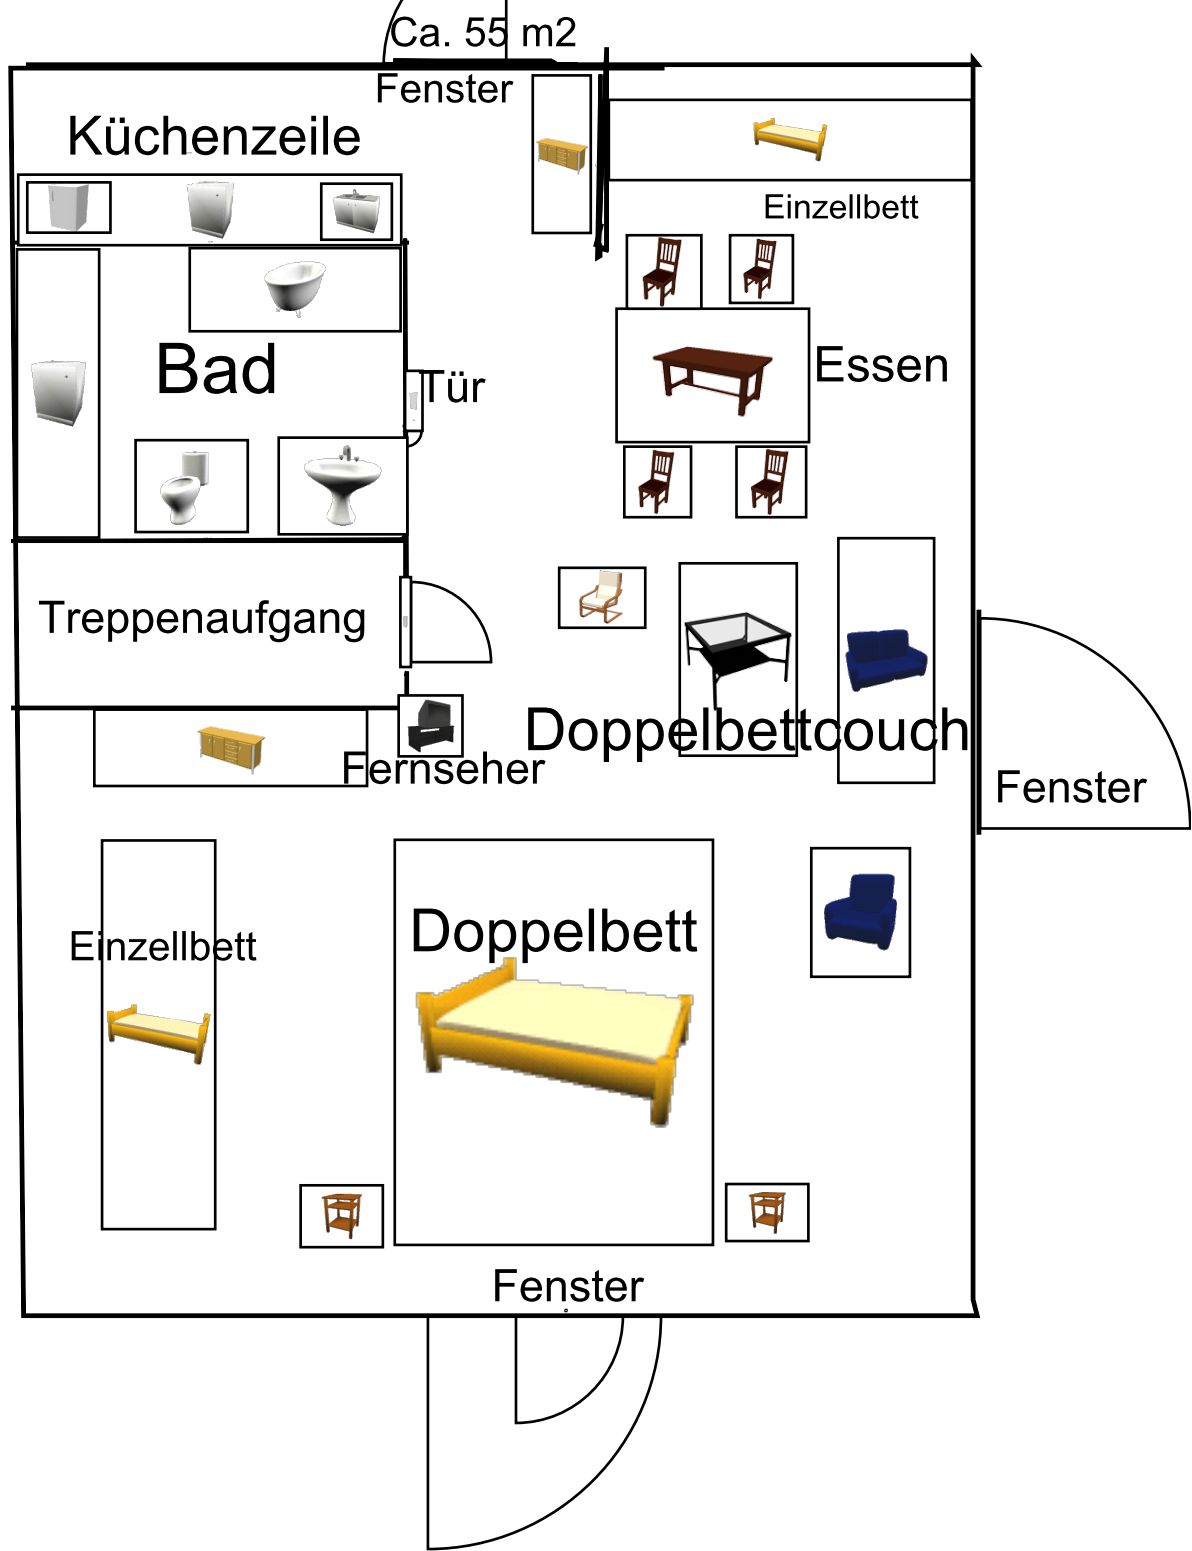 Ca. 55 m2
Fenster
Küchenzeile
Einzellbett
Bad
Tür
Essen
Treppenaufgang
Doppelbettcouch
Fernseher
Fenster
Einzellbett
Doppelbett
Fenster